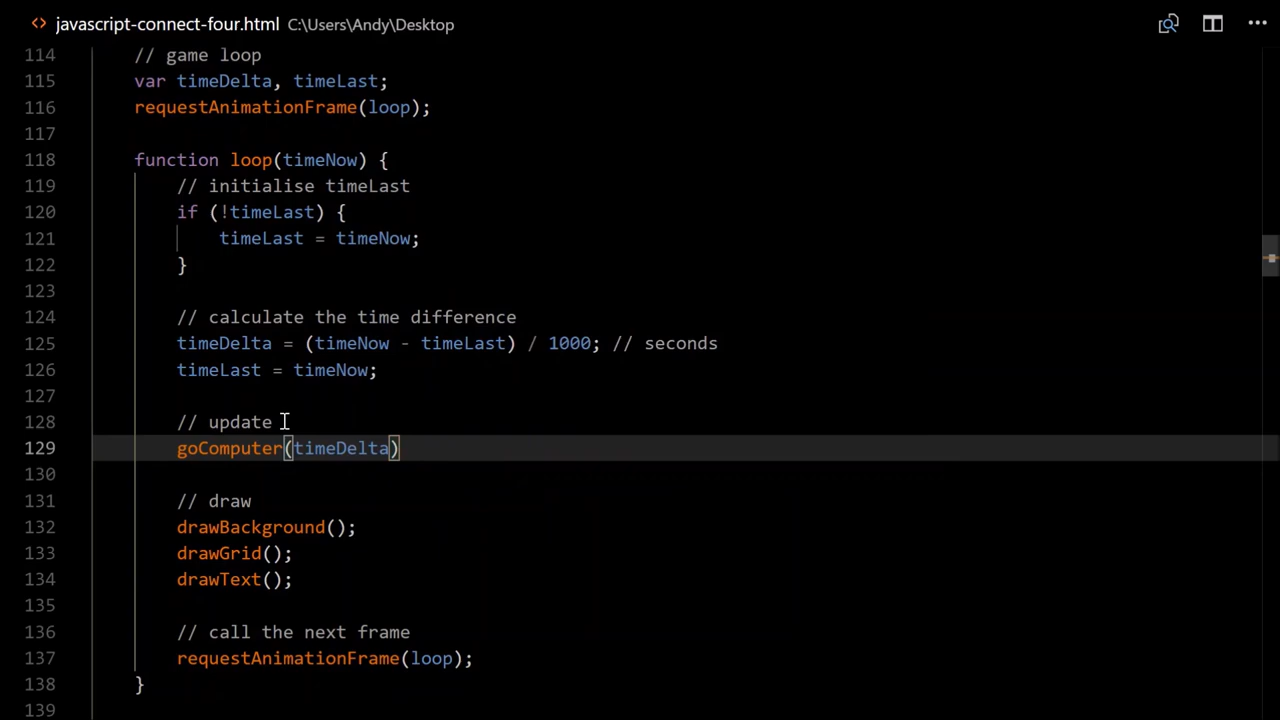 javascript-connect-four.html C:\Users\Andy\Desktop
114 // game loop
115 var timeDelta, timeLast;
116 requestAnimationFrame(loop);
117
118 function loop(timeNow) {
119 // initialise timeLast
120 if (!timeLast) {
121 timeLast = timeNow;
122 }
123
124 // calculate the time difference
125 timeDelta = (timeNow - timeLast) / 1000; // seconds
126 timeLast = timeNow;
127
128 // update
129 goComputer(timeDelta)
130
131 // draw
132 drawBackground();
133 drawGrid();
134 drawText();
135
136 // call the next frame
137 requestAnimationFrame(loop);
138 }
139